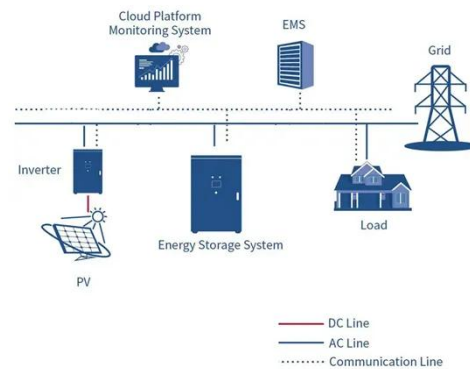 Cloud Platform
Monitoring System
EMS
Grid
Inverter
Energy Storage System
Load
PV
DC Line
AC Line
Communication Line